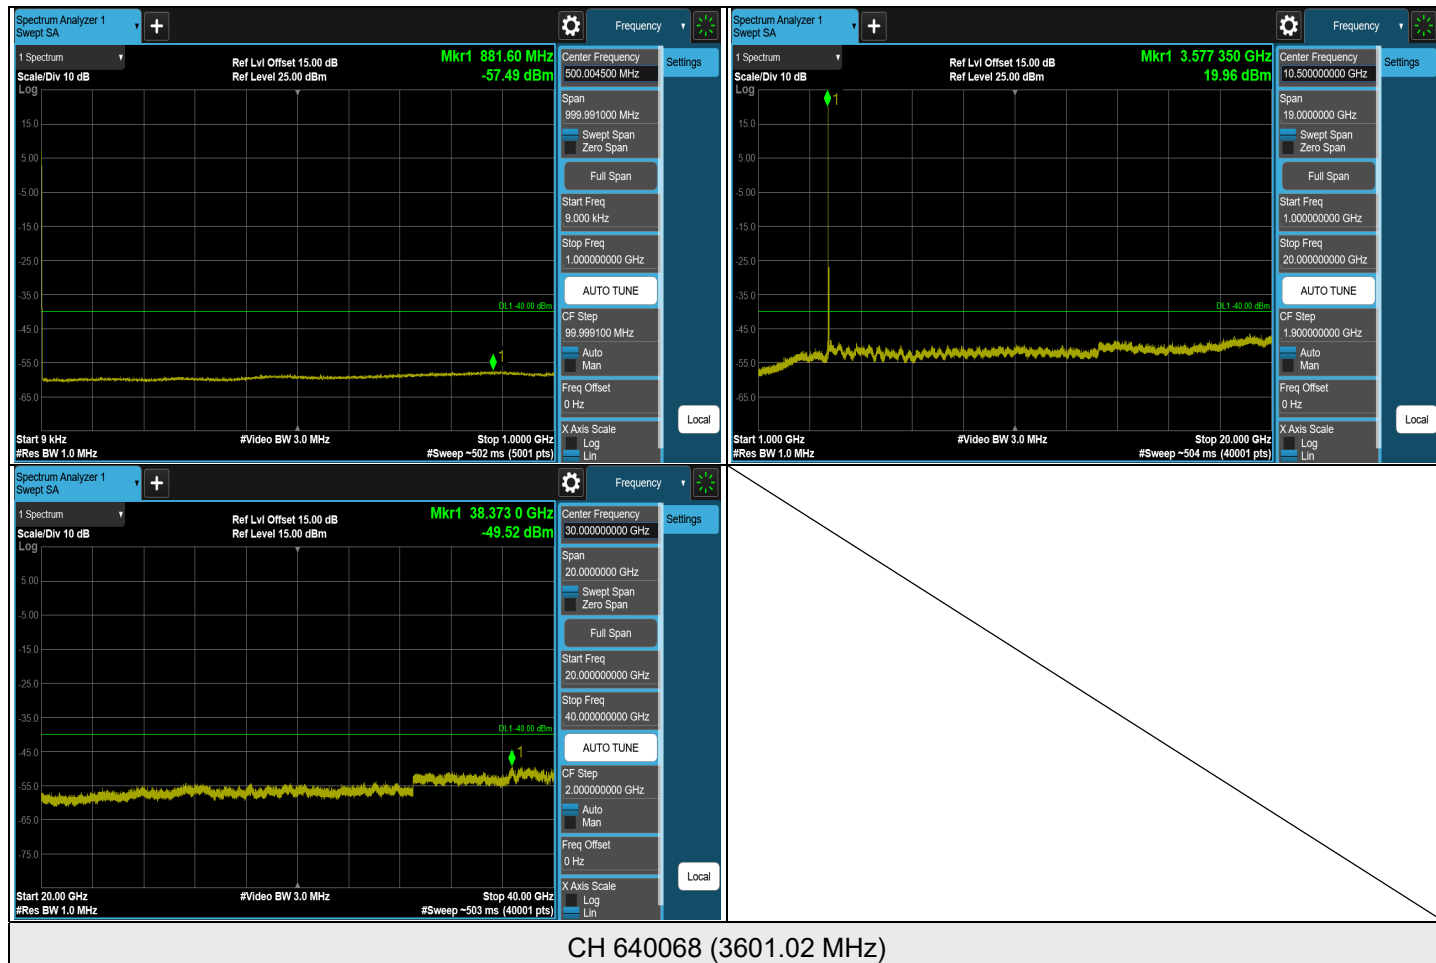 Spectrum Analyzer 1
Swept SA
+
Frequency
1 Spectrum
Scale/Div 10 dB
Log
Ref Lvl Offset 15.00 dB
Ref Level 25.00 dBm
Mkr1 881.60 MHz
-57.49 dBm
15.0
5.00
-5.00
-15.0
-25.0
-35.0
-45.0
-55.0
-65.0
DL1 -40.00 dBm
1
Start 9 kHz
#Res BW 1.0 MHz
#Video BW 3.0 MHz
Stop 1.0000 GHz
#Sweep ~502 ms (5001 pts)
Center Frequency
500.004500 MHz
Span
999.991000 MHz
Swept Span
Zero Span
Full Span
Start Freq
9.000 kHz
Stop Freq
1.000000000 GHz
AUTO TUNE
CF Step
99.999100 MHz
Auto
Man
Freq Offset
0 Hz
X Axis Scale
Log
Lin
Settings
Local
Spectrum Analyzer 1
Swept SA
+
Frequency
1 Spectrum
Scale/Div 10 dB
Log
Ref Lvl Offset 15.00 dB
Ref Level 25.00 dBm
Mkr1 3.577 350 GHz
19.96 dBm
1
15.0
5.00
-5.00
-15.0
-25.0
-35.0
-45.0
-55.0
-65.0
DL1 -40.00 dBm
Start 1.000 GHz
#Res BW 1.0 MHz
#Video BW 3.0 MHz
Stop 20.000 GHz
#Sweep ~504 ms (40001 pts)
Center Frequency
10.500000000 GHz
Span
19.0000000 GHz
Swept Span
Zero Span
Full Span
Start Freq
1.000000000 GHz
Stop Freq
20.000000000 GHz
AUTO TUNE
CF Step
1.900000000 GHz
Auto
Man
Freq Offset
0 Hz
X Axis Scale
Log
Lin
Settings
Local
Spectrum Analyzer 1
Swept SA
+
Frequency
1 Spectrum
Scale/Div 10 dB
Log
Ref Lvl Offset 15.00 dB
Ref Level 15.00 dBm
Mkr1 38.373 0 GHz
-49.52 dBm
5.00
-5.00
-15.0
-25.0
-35.0
-45.0
-55.0
-65.0
-75.0
DL1 -40.00 dBm
1
Start 20.00 GHz
#Res BW 1.0 MHz
#Video BW 3.0 MHz
Stop 40.00 GHz
#Sweep ~503 ms (40001 pts)
Center Frequency
30.000000000 GHz
Span
20.0000000 GHz
Swept Span
Zero Span
Full Span
Start Freq
20.000000000 GHz
Stop Freq
40.000000000 GHz
AUTO TUNE
CF Step
2.000000000 GHz
Auto
Man
Freq Offset
0 Hz
X Axis Scale
Log
Lin
Settings
Local
CH 640068 (3601.02 MHz)